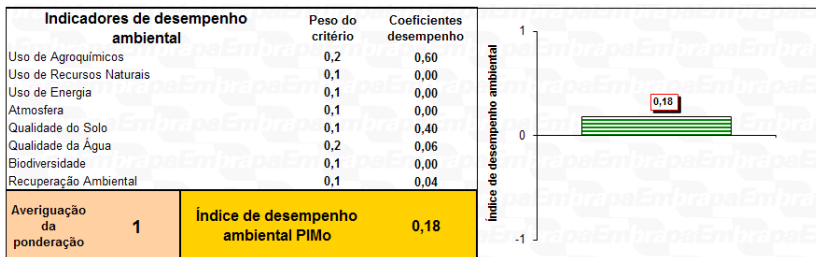 Indicadores de desempenho ambiental Peso do critério Coeficientes desempenho
Uso de Agroquímicos 0,2 0,60
Uso de Recursos Naturais 0,1 0,00
Uso de Energia 0,1 0,00
Atmosfera 0,1 0,00
Qualidade do Solo 0,1 0,40
Qualidade da Água 0,2 0,06
Biodiversidade 0,1 0,00
Recuperação Ambiental 0,1 0,04
Averiguação da ponderação 1 Índice de desempenho ambiental PIMo 0,18
Índice de desempenho ambiental
1
0,18
0
-1
Embrapa